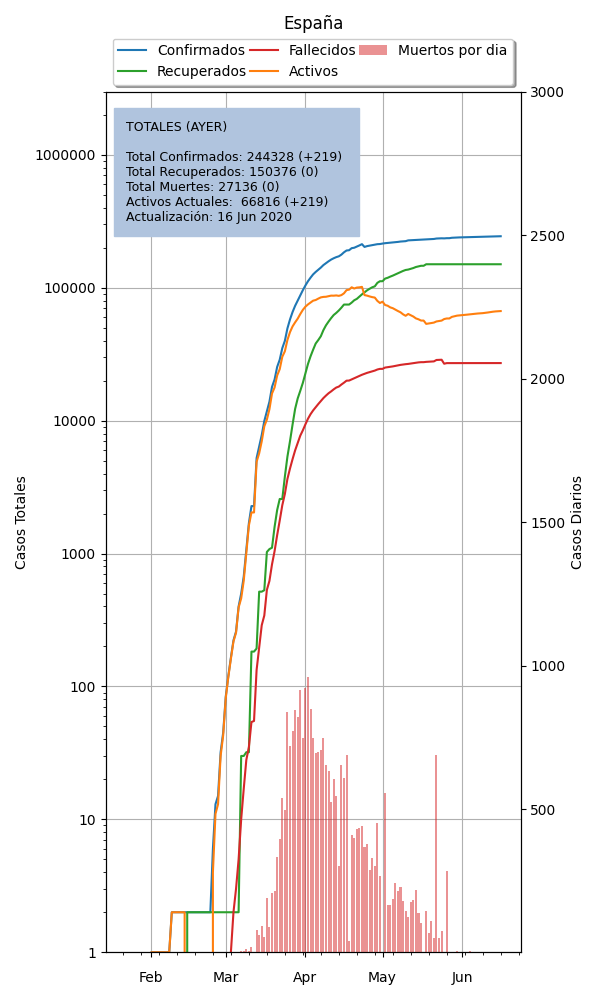 España
Confirmados
Recuperados
Fallecidos
Activos
Muertos por dia
TOTALES (AYER)
Total Confirmados: 244328 (+219)
Total Recuperados: 150376 (0)
Total Muertes: 27136 (0)
Activos Actuales:  66816 (+219)
Actualización: 16 Jun 2020
Casos Totales
1000000
100000
10000
1000
100
10
1
Feb
Mar
Apr
May
Jun
3000
2500
2000
1500
1000
500
Casos Diarios